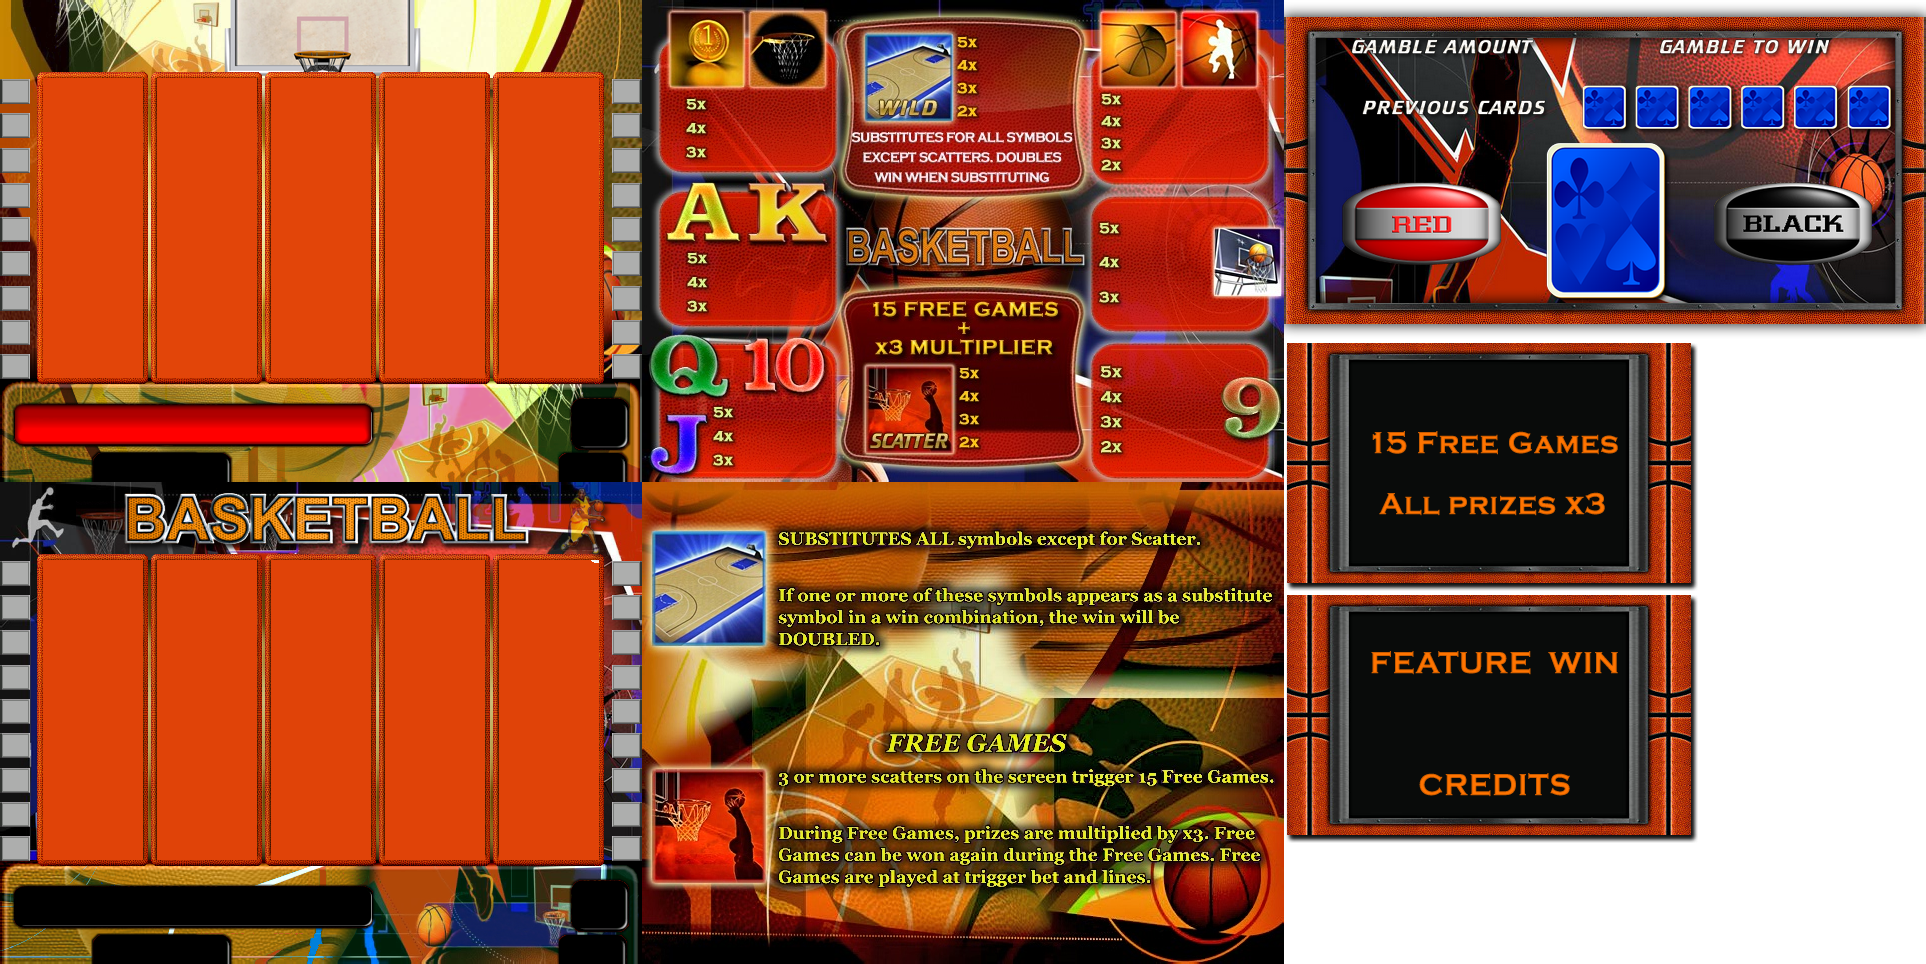 1
5x
4x
3x
WILD
5x
4x
3x
2x
SUBSTITUTES FOR ALL SYMBOLS
EXCEPT SCATTERS. DOUBLES
WIN WHEN SUBSTITUTING
5x
4x
3x
2x
A K
5x
4x
3x
BASKETBALL
5x
4x
3x
Q 10
J
5x
4x
3x
15 FREE GAMES
+
x3 MULTIPLIER
SCATTER
5x
4x
3x
2x
5x
4x
3x
2x
9
GAMBLE AMOUNT
GAMBLE TO WIN
PREVIOUS CARDS
RED
BLACK
15 FREE GAMES
ALL PRIZES X3
BASKETBALL
SUBSTITUTES ALL symbols except for Scatter.
If one or more of these symbols appears as a substitute
symbol in a win combination, the win will be
DOUBLED.
FREE GAMES
3 or more scatters on the screen trigger 15 Free Games.
During Free Games, prizes are multiplied by x3. Free
Games can be won again during the Free Games. Free
Games are played at trigger bet and lines.
FEATURE WIN
CREDITS